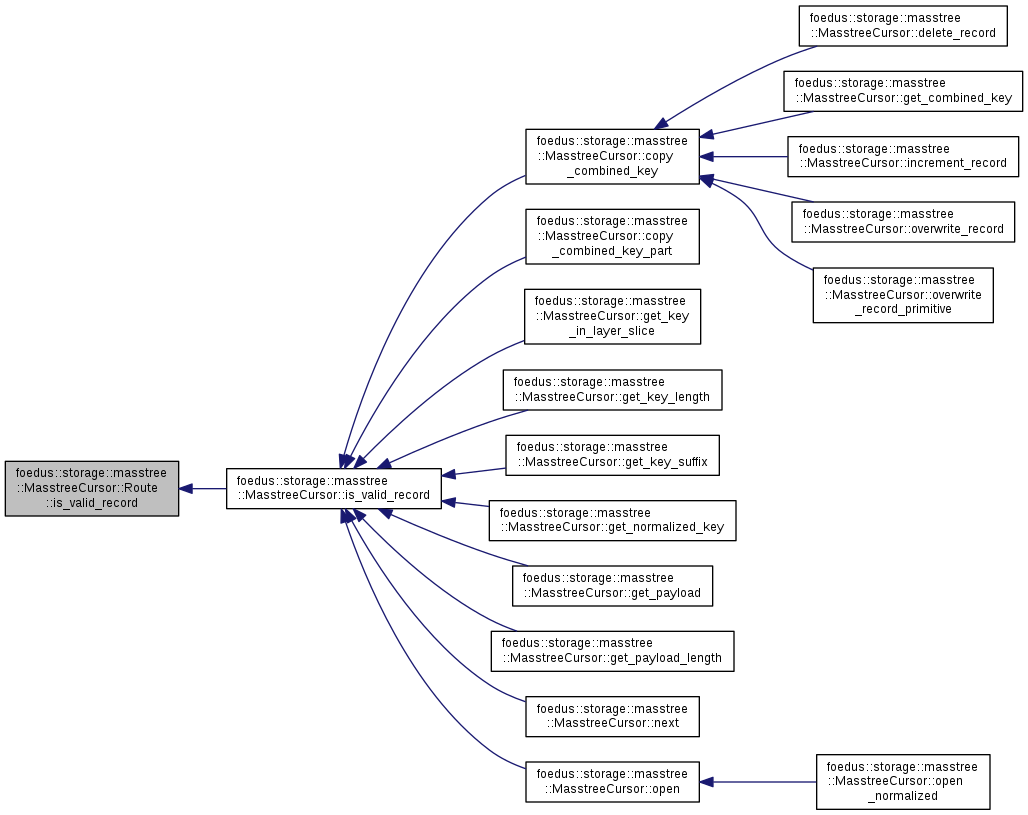 foedus::storage::masstree
::MasstreeCursor::Route
::is_valid_record
foedus::storage::masstree
::MasstreeCursor::is_valid_record
foedus::storage::masstree
::MasstreeCursor::copy
_combined_key
foedus::storage::masstree
::MasstreeCursor::delete_record
foedus::storage::masstree
::MasstreeCursor::get_combined_key
foedus::storage::masstree
::MasstreeCursor::increment_record
foedus::storage::masstree
::MasstreeCursor::overwrite_record
foedus::storage::masstree
::MasstreeCursor::overwrite
_record_primitive
foedus::storage::masstree
::MasstreeCursor::copy
_combined_key_part
foedus::storage::masstree
::MasstreeCursor::get_key
_in_layer_slice
foedus::storage::masstree
::MasstreeCursor::get_key_length
foedus::storage::masstree
::MasstreeCursor::get_key_suffix
foedus::storage::masstree
::MasstreeCursor::get_normalized_key
foedus::storage::masstree
::MasstreeCursor::get_payload
foedus::storage::masstree
::MasstreeCursor::get_payload_length
foedus::storage::masstree
::MasstreeCursor::next
foedus::storage::masstree
::MasstreeCursor::open
foedus::storage::masstree
::MasstreeCursor::open
_normalized